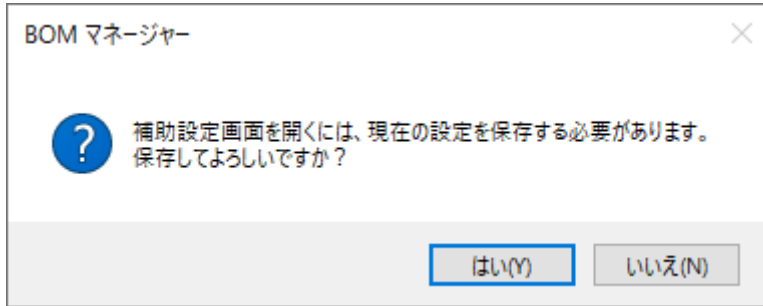 BOM マネージャー
補助設定画面を開くには、現在の設定を保存する必要があります。
保存してよろしいですか？
はい(Y)
いいえ(N)